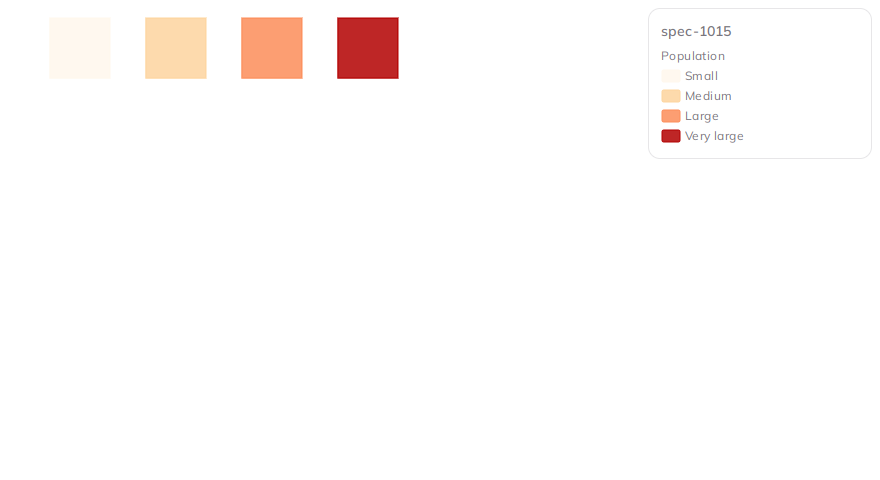 spec-1015
Population
Small
Medium
Large
Very large